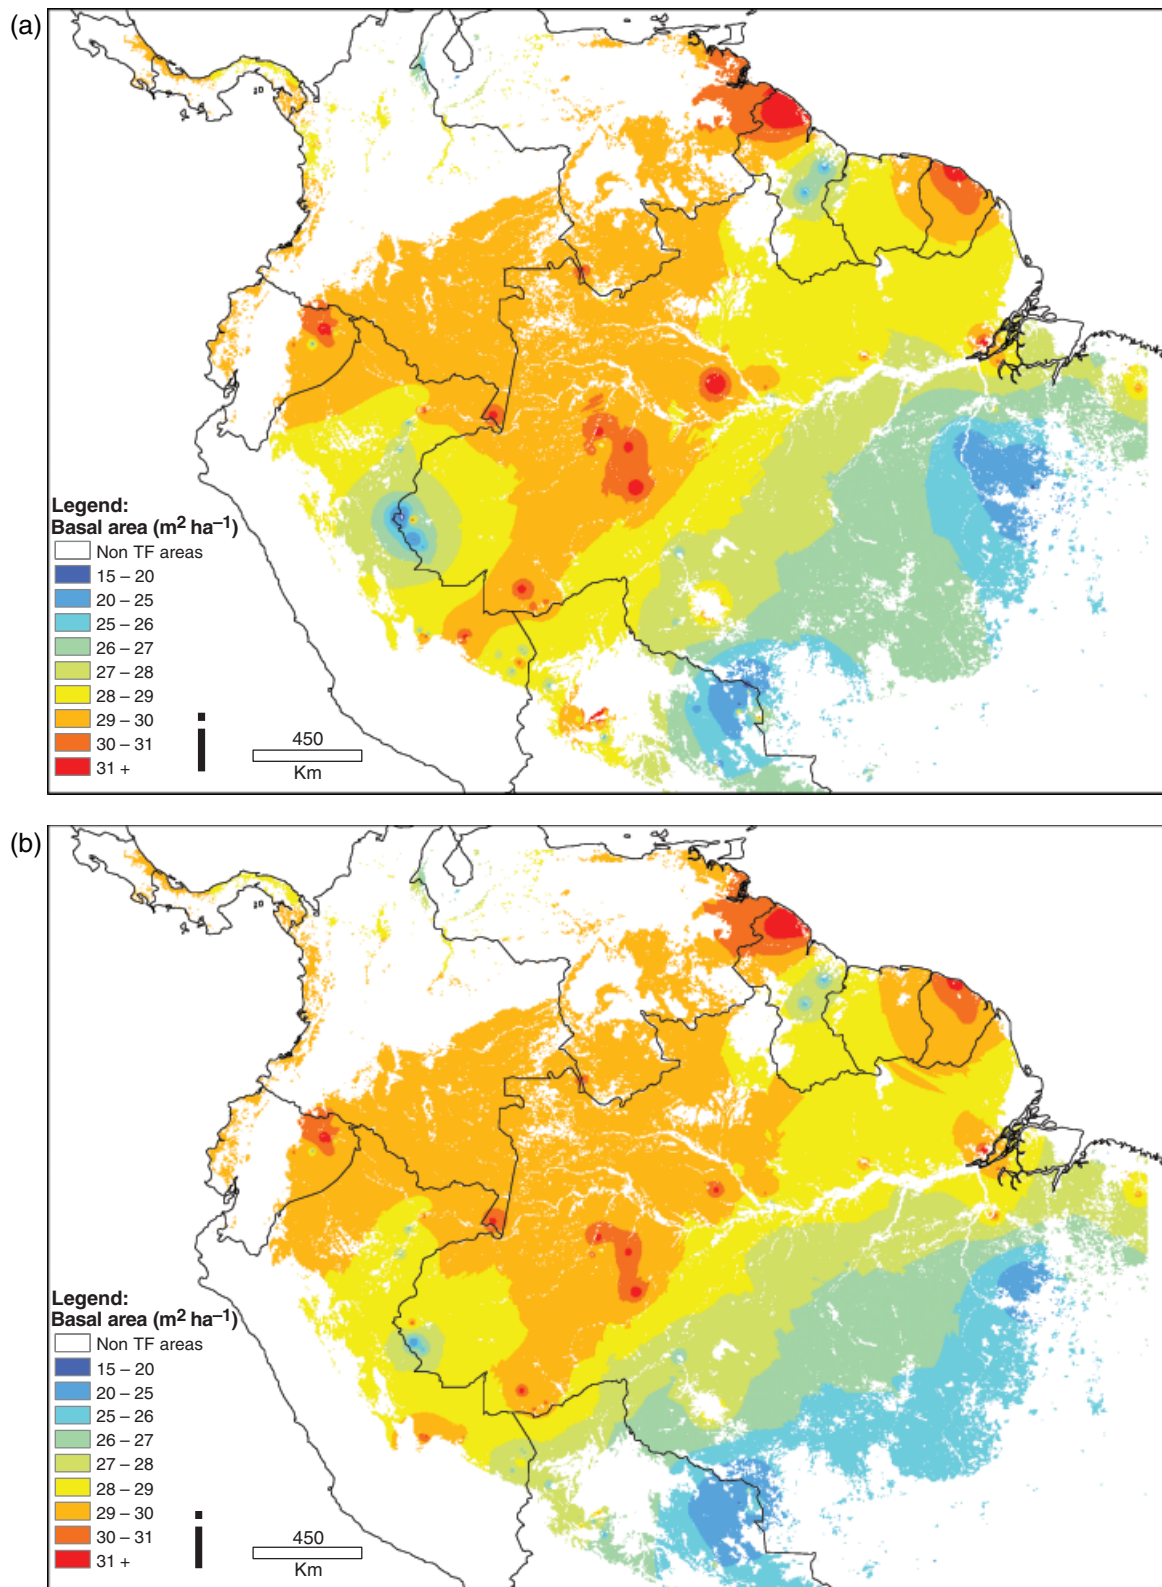 (a)
Legend:
Basal area (m² ha⁻¹)
Non TF areas
15 – 20
20 – 25
25 – 26
26 – 27
27 – 28
28 – 29
29 – 30
30 – 31
31 +
450
Km
(b)
Legend:
Basal area (m² ha⁻¹)
Non TF areas
15 – 20
20 – 25
25 – 26
26 – 27
27 – 28
28 – 29
29 – 30
30 – 31
31 +
450
Km